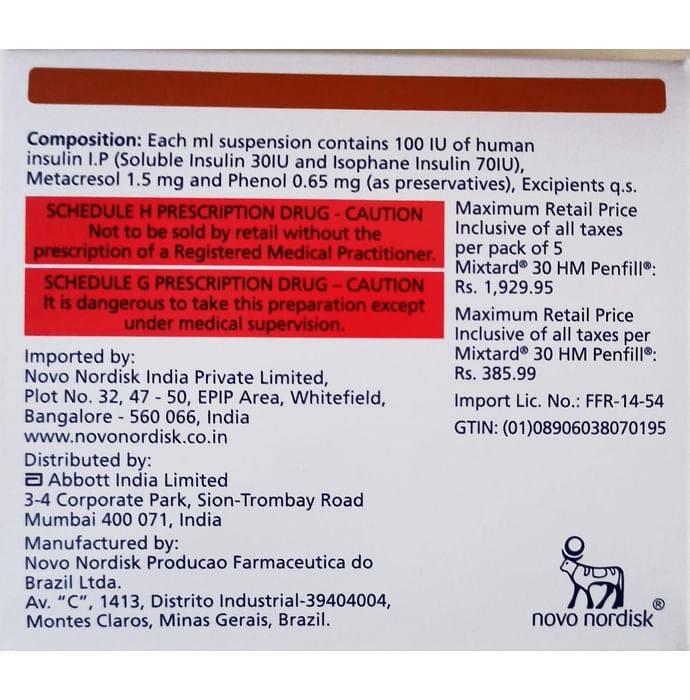 Composition: Each ml suspension contains 100 IU of human
insulin I.P (Soluble Insulin 30IU and Isophane Insulin 70IU),
Metacresol 1.5 mg and Phenol 0.65 mg (as preservatives), Excipients q.s.
SCHEDULE H PRESCRIPTION DRUG - CAUTION
Not to be sold by retail without the
prescription of a Registered Medical Practitioner.
SCHEDULE G PRESCRIPTION DRUG – CAUTION
It is dangerous to take this preparation except
under medical supervision.
Imported by:
Novo Nordisk India Private Limited,
Plot No. 32, 47 - 50, EPIP Area, Whitefield,
Bangalore - 560 066, India
www.novonordisk.co.in
Distributed by:
Abbott India Limited
3-4 Corporate Park, Sion-Trombay Road
Mumbai 400 071, India
Manufactured by:
Novo Nordisk Producao Farmaceutica do
Brazil Ltda.
Av. “C”, 1413, Distrito Industrial-39404004,
Montes Claros, Minas Gerais, Brazil.
Maximum Retail Price
Inclusive of all taxes
per pack of 5
Mixtard® 30 HM Penfill®:
Rs. 1,929.95
Maximum Retail Price
Inclusive of all taxes per
Mixtard® 30 HM Penfill®:
Rs. 385.99
Import Lic. No.: FFR-14-54
GTIN: (01)08906038070195
novo nordisk®